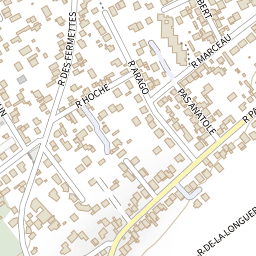 R DES FERMETTES
R HOCHE
R ARAGO
R MARCEAU
PAS ANATOLE
R-DE-LA-LONGUE